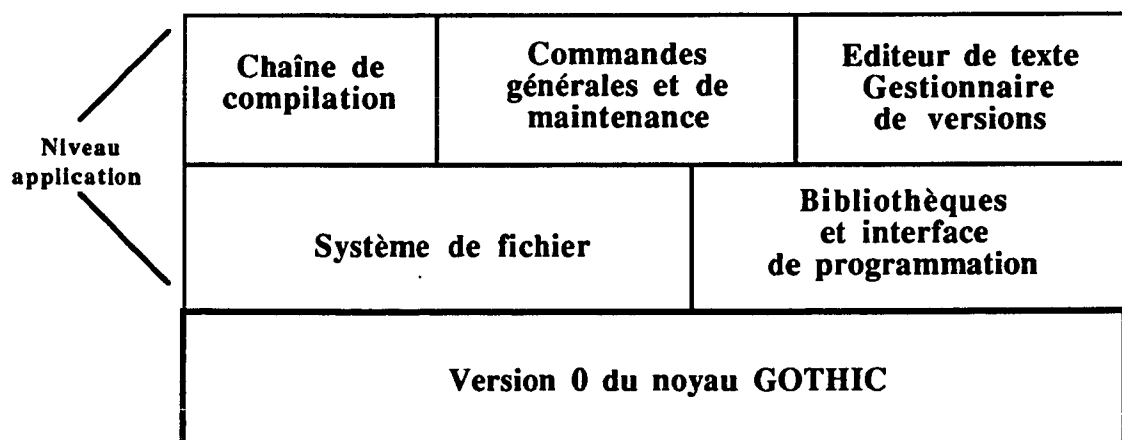 Chaîne de
compilation
Commandes
générales et de
maintenance
Editeur de texte
Gestionnaire
de versions
Niveau
application
Système de fichier
Bibliothèques
et interface
de programmation
Version 0 du noyau GOTHIC